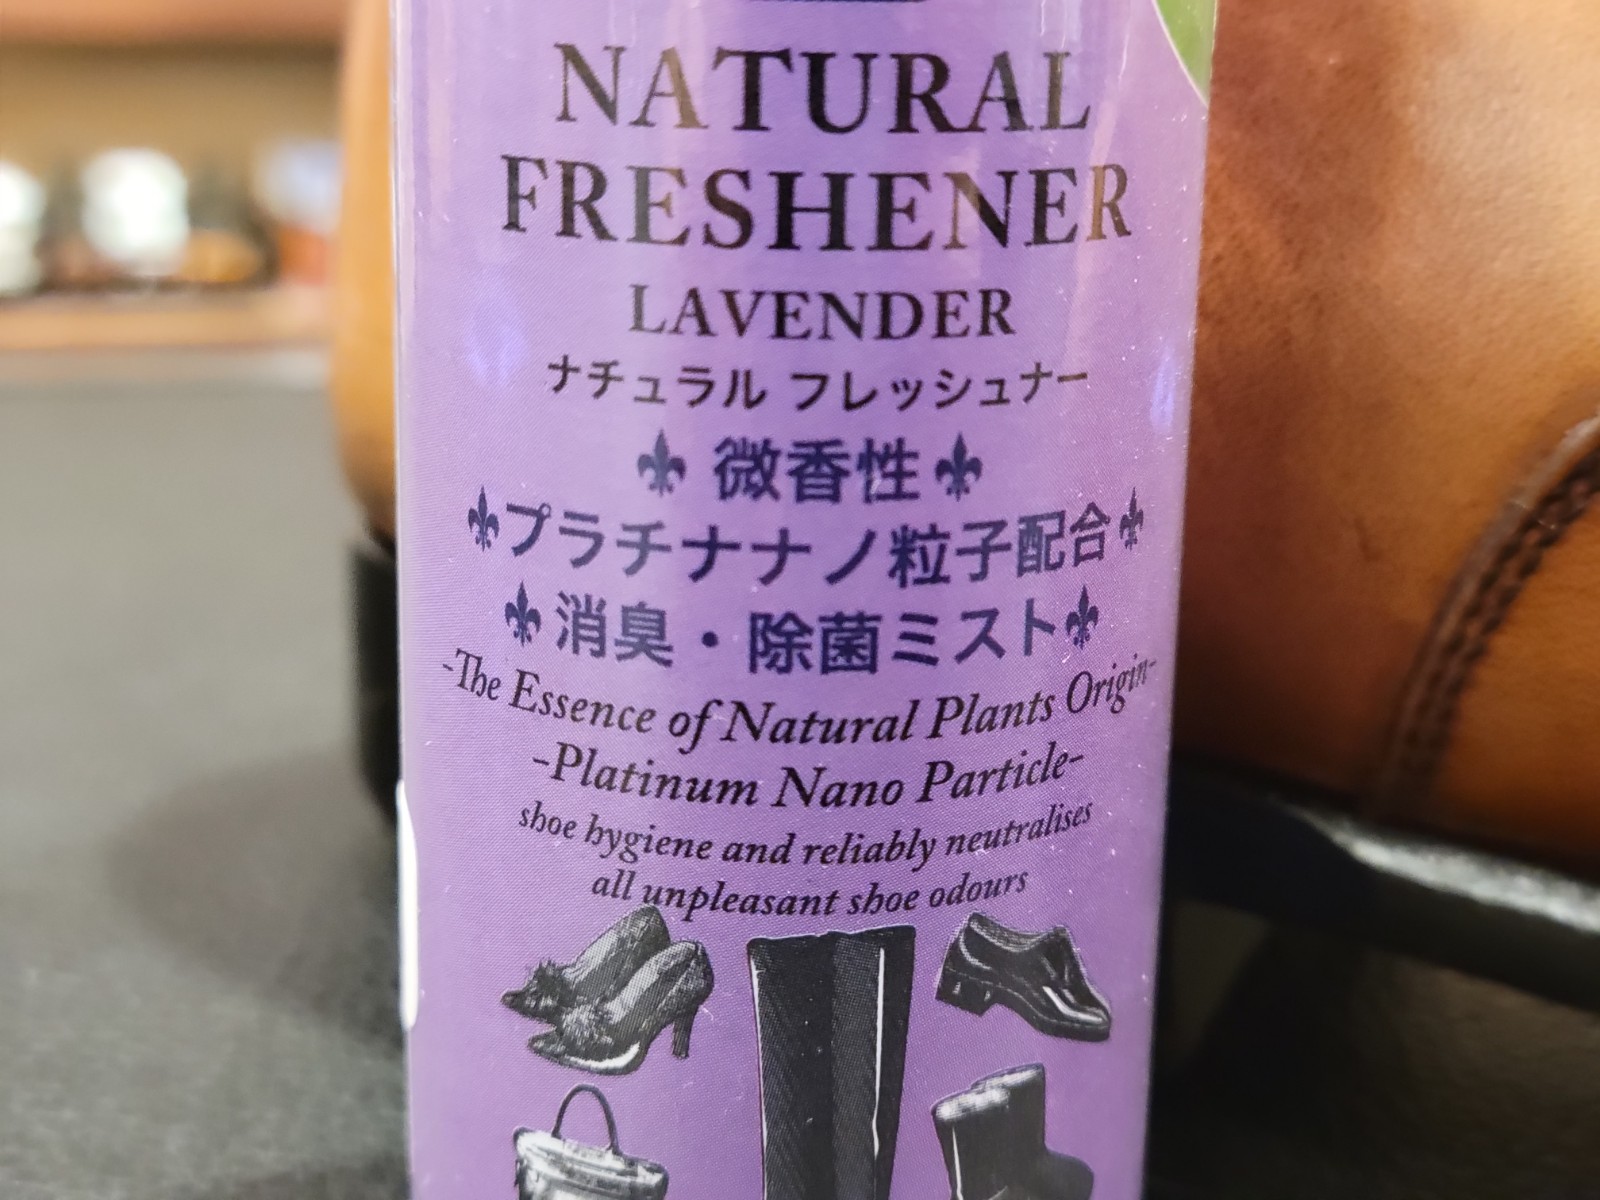 NATURAL
FRESHENER
LAVENDER
ナチュラル フレッシュナー
微香性
プラチナナノ粒子配合
消臭・除菌ミスト
-The Essence of Natural Plants Origin-
-Platinum Nano Particle-
shoe hygiene and reliably neutralises
all unpleasant shoe odours